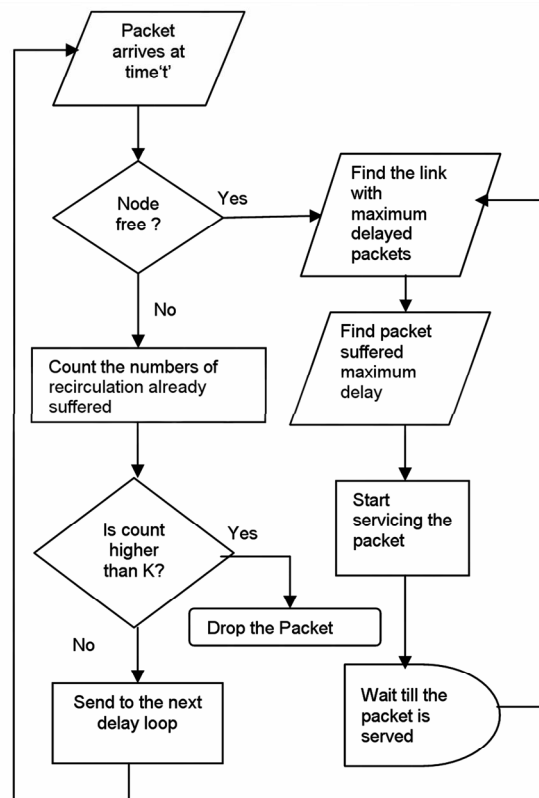 Packet
arrives at
time‘t’
Node
free ?
Yes
No
Find the link
with
maximum
delayed
packets
Count the numbers of
recirculation already
suffered
Find packet
suffered
maximum
delay
Is count
higher
than K?
Yes
No
Drop the Packet
Start
servicing the
packet
Send to the next
delay loop
Wait till the
packet is
served